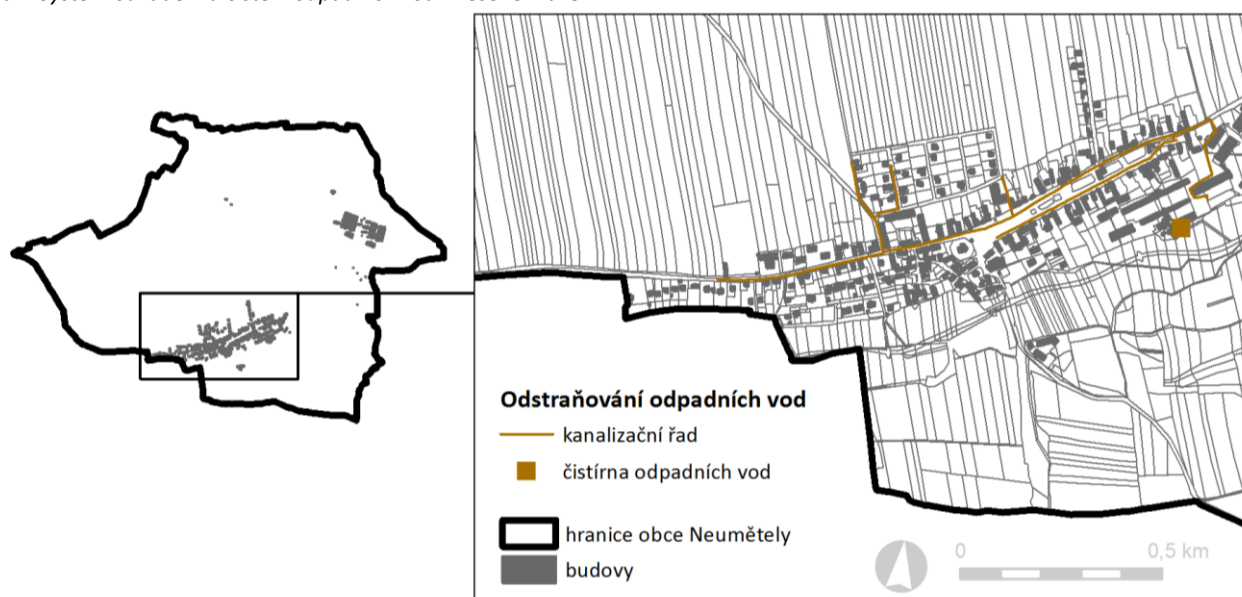 Odstraňování odpadních vod
kanalizační řad
čistírna odpadních vod
hranice obce Neumětely
budovy
0 0,5 km